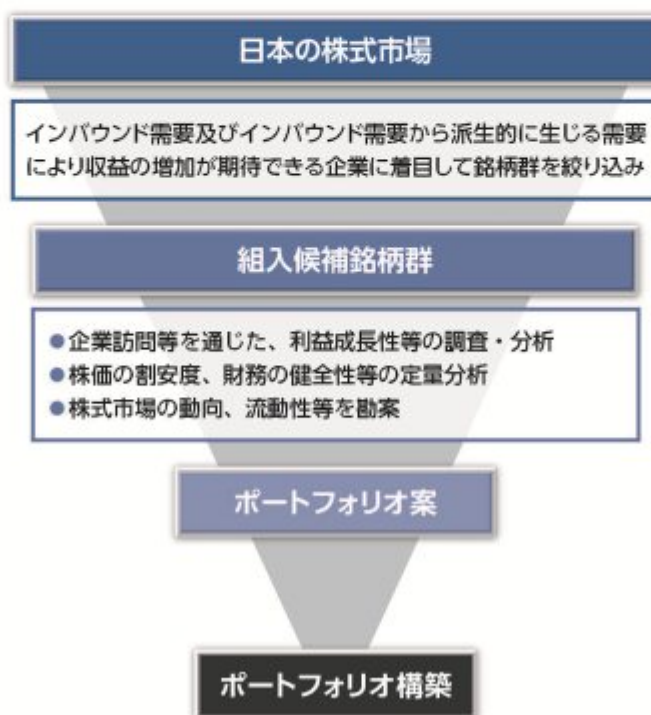 日本の株式市場
インバウンド需要及びインバウンド需要から派生的に生じる需要
により収益の増加が期待できる企業に着目して銘柄群を絞り込み
組入候補銘柄群
●企業訪問等を通じた、利益成長性等の調査・分析
●株価の割安度、財務の健全性等の定量分析
●株式市場の動向、流動性等を勘案
ポートフォリオ案
ポートフォリオ構築